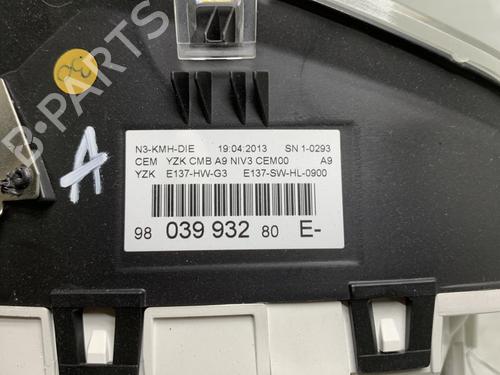 B-PARTS
36
A
N3-KMH-DIE 19.04.2013 SN 1-0293
CEM YZK CMB A9 NIV3 CEM00 A9
YZK E137-HW-G3 E137-SW-HL-0900
98 039 932 80 E-